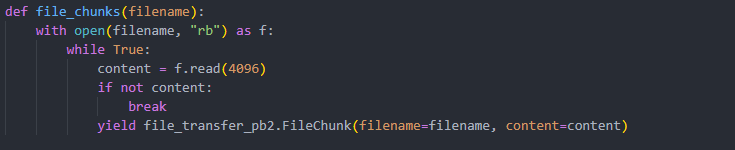 def file_chunks(filename):
    with open(filename, "rb") as f:
        while True:
            content = f.read(4096)
            if not content:
                break
            yield file_transfer_pb2.FileChunk(filename=filename, content=content)